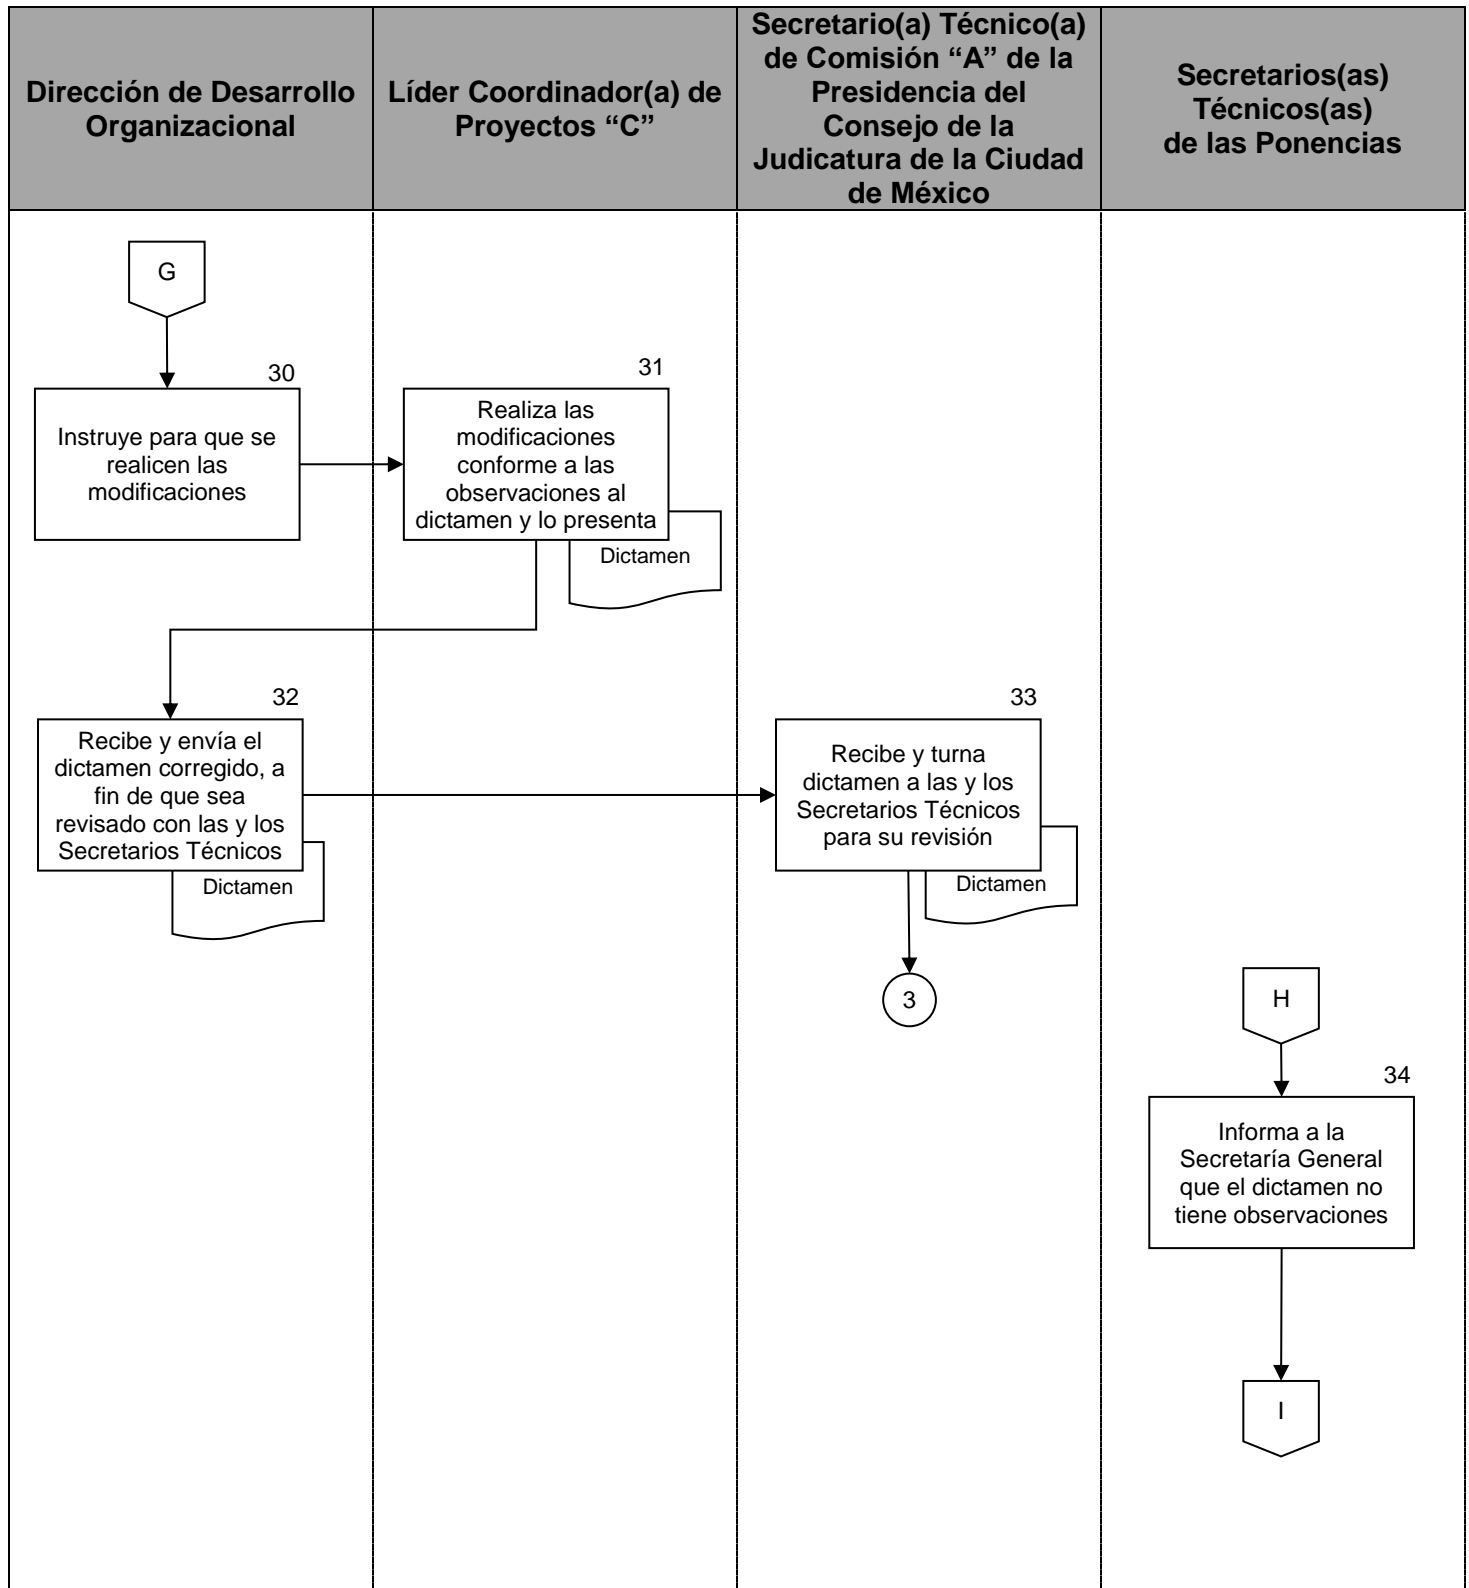 Dirección de Desarrollo
Organizacional
Líder Coordinador(a) de
Proyectos “C”
Secretario(a) Técnico(a)
de Comisión “A” de la
Presidencia del
Consejo de la
Judicatura de la Ciudad
de México
Secretarios(as)
Técnicos(as)
de las Ponencias
G
30
Instruye para que se
realicen las
modificaciones
31
Realiza las
modificaciones
conforme a las
observaciones al
dictamen y lo presenta
Dictamen
32
Recibe y envía el
dictamen corregido, a
fin de que sea
revisado con las y los
Secretarios Técnicos
Dictamen
33
Recibe y turna
dictamen a las y los
Secretarios Técnicos
para su revisión
Dictamen
3
H
34
Informa a la
Secretaría General
que el dictamen no
tiene observaciones
I